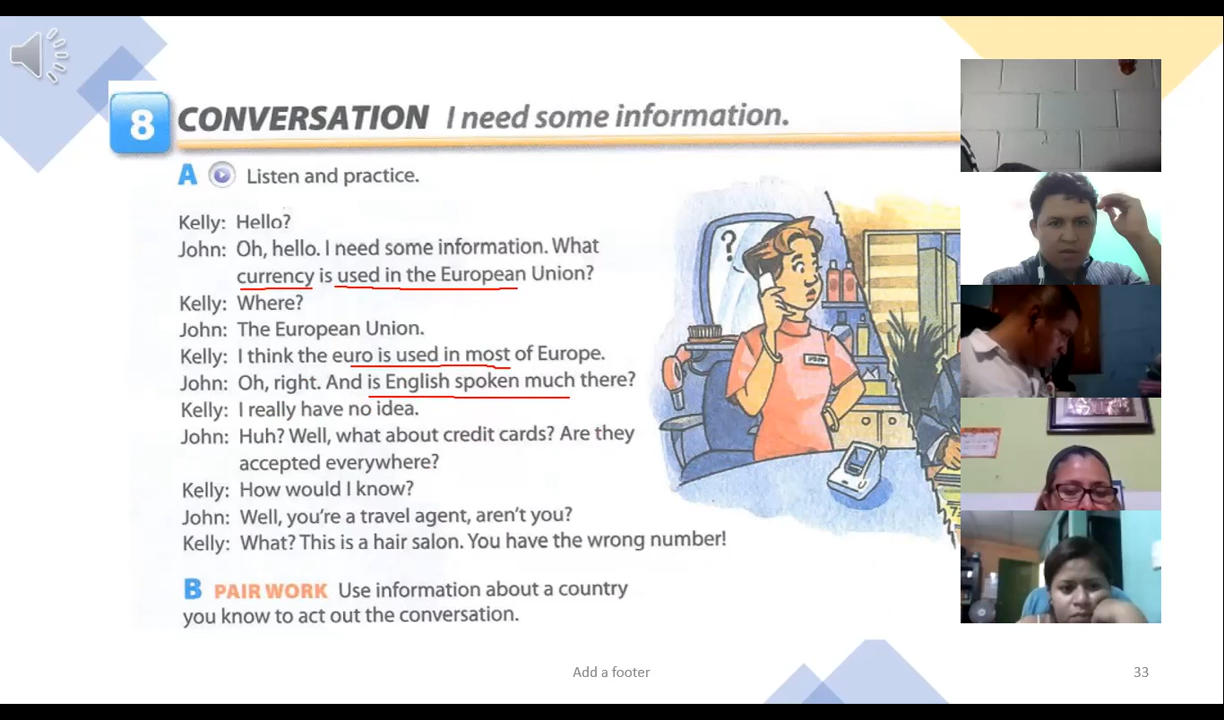 8 CONVERSATION I need some information.
A Listen and practice.
Kelly: Hello?
John: Oh, hello. I need some information. What
currency is used in the European Union?
Kelly: Where?
John: The European Union.
Kelly: I think the euro is used in most of Europe.
John: Oh, right. And is English spoken much there?
Kelly: I really have no idea.
John: Huh? Well, what about credit cards? Are they
accepted everywhere?
Kelly: How would I know?
John: Well, you're a travel agent, aren't you?
Kelly: What? This is a hair salon. You have the wrong number!
?
B PAIR WORK Use information about a country
you know to act out the conversation.
Add a footer
33